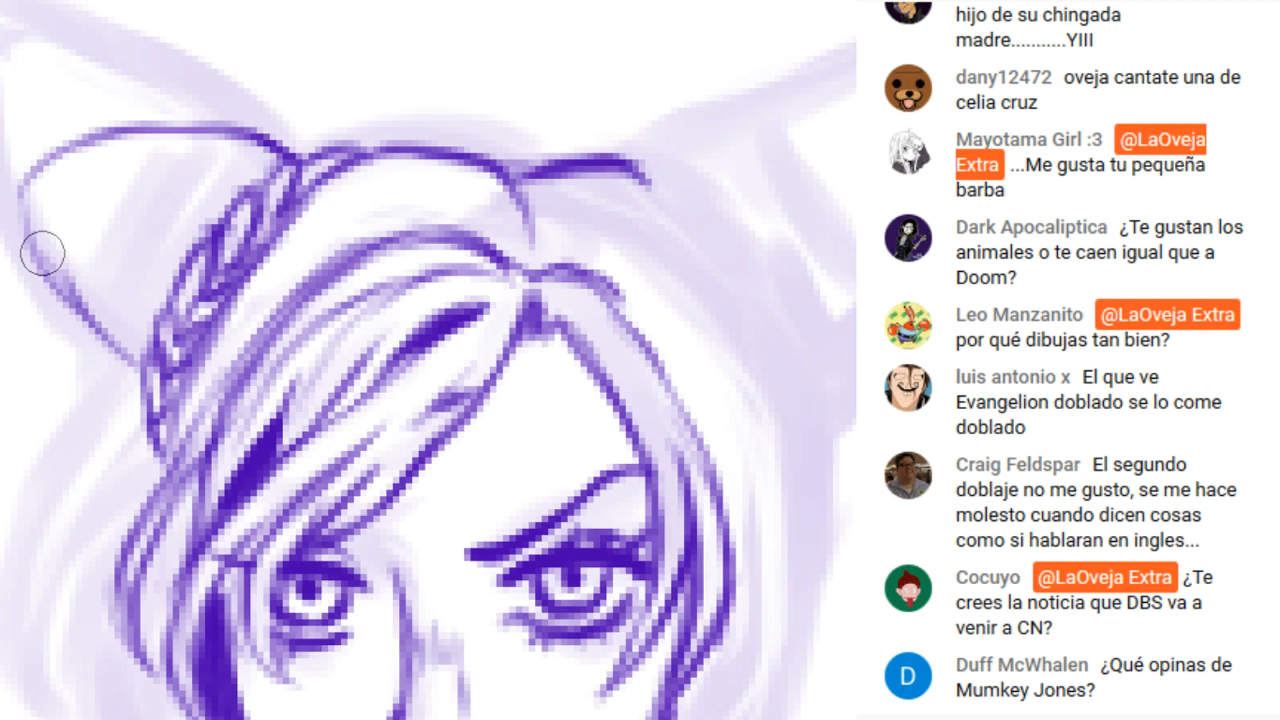 hijo de su chingada
madre...........YIII
dany12472 oveja cantate una de
celia cruz
Mayotama Girl :3 @LaOveja
Extra ...Me gusta tu pequeña
barba
Dark Apocaliptica ¿Te gustan los
animales o te caen igual que a
Doom?
Leo Manzanito @LaOveja Extra
por qué dibujas tan bien?
luis antonio x El que ve
Evangelion doblado se lo come
doblado
Craig Feldspar El segundo
doblaje no me gusto, se me hace
molesto cuando dicen cosas
como si hablaran en ingles...
Cocuyo @LaOveja Extra ¿Te
crees la noticia que DBS va a
venir a CN?
D
Duff McWhalen ¿Qué opinas de
Mumkey Jones?